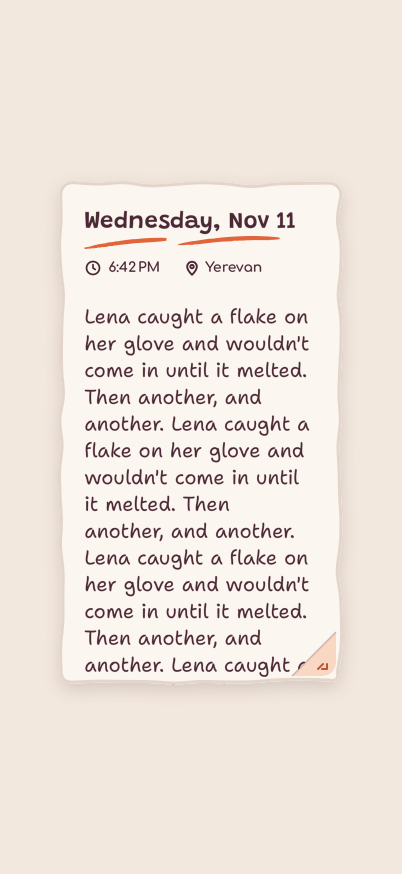 Wednesday, Nov 11
6:42 PM Yerevan
Lena caught a flake on
her glove and wouldn't
come in until it melted.
Then another, and
another. Lena caught a
flake on her glove and
wouldn't come in until
it melted. Then
another, and another.
Lena caught a flake on
her glove and wouldn't
come in until it melted.
Then another, and
another. Lena caught